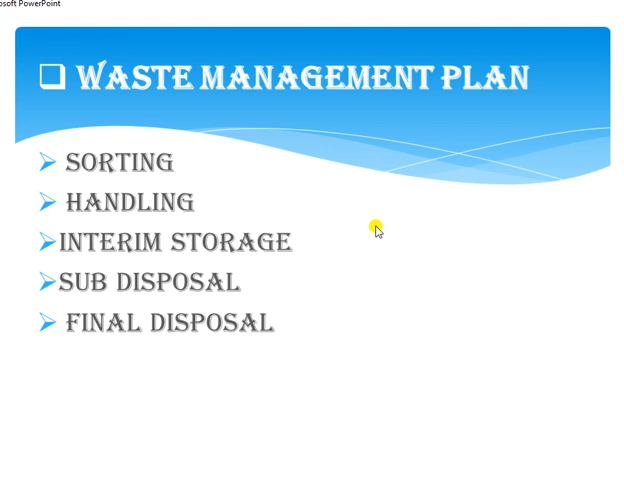 osoft PowerPoint
WASTE MANAGEMENT PLAN
SORTING
HANDLING
INTERIM STORAGE
SUB DISPOSAL
FINAL DISPOSAL